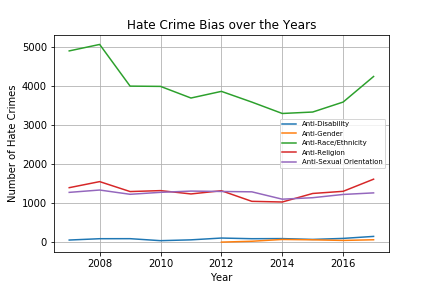 Hate Crime Bias over the Years
Number of Hate Crimes
5000
4000
3000
2000
1000
0
Anti-Disability
Anti-Gender
Anti-Race/Ethnicity
Anti-Religion
Anti-Sexual Orientation
2008 2010 2012 2014 2016
Year